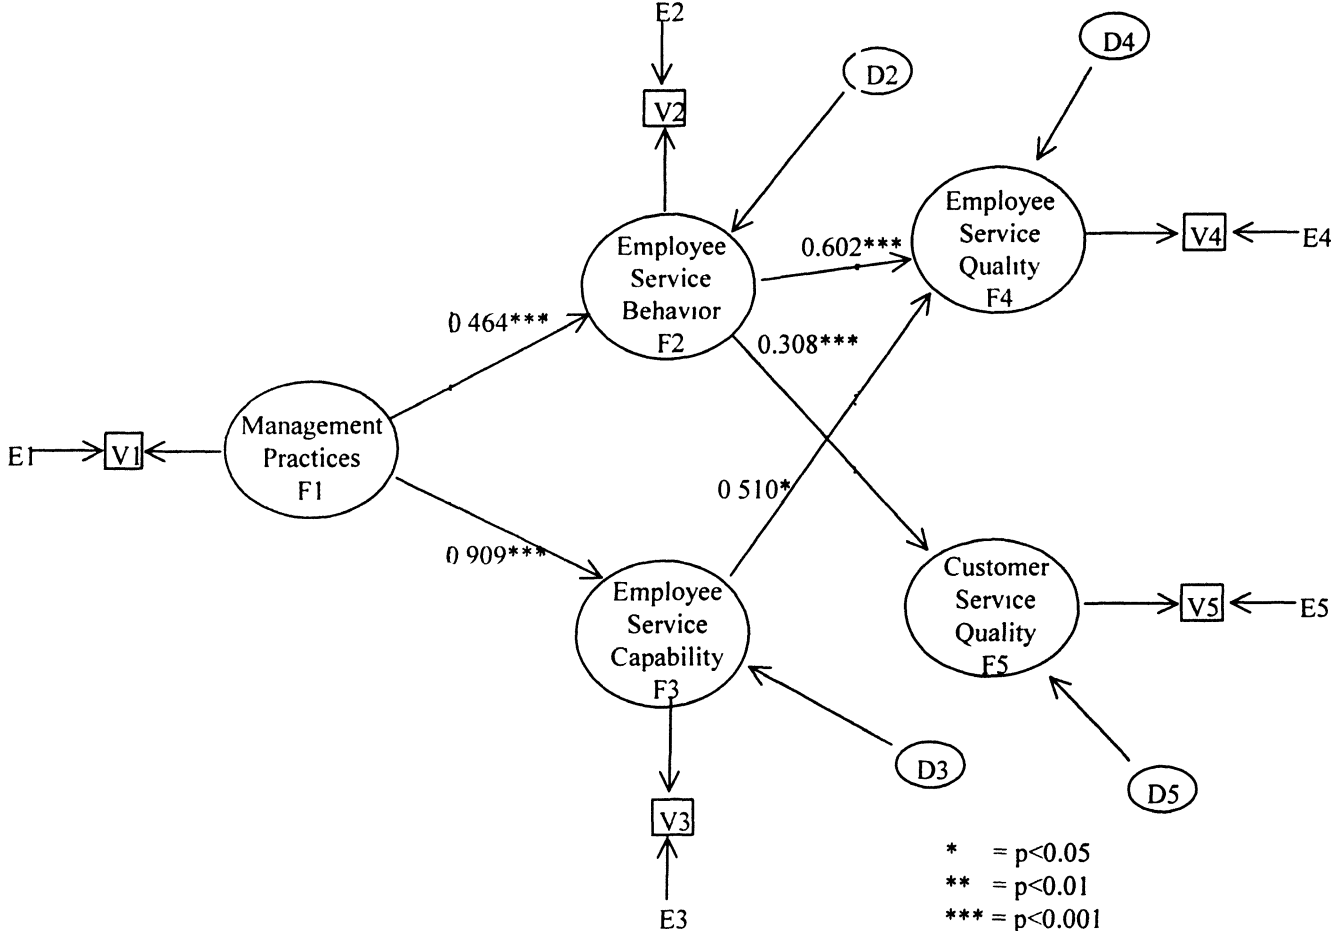 E2
D4
D2
V2
Employee
Service
Quality
F4
V4
E4
Employee
Service
Behavior
F2
0.602***
0 464***
0.308***
Management
Practices
F1
E1
V1
0 510*
0 909***
Employee
Service
Capability
F3
Customer
Service
Quality
F5
V5
E5
D3
D5
V3
E3
* = p<0.05
** = p<0.01
*** = p<0.001